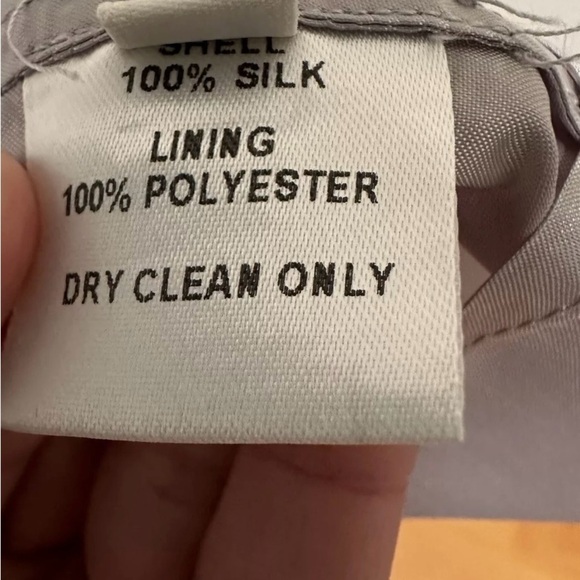 SHELL
100% SILK
LINING
100% POLYESTER
DRY CLEAN ONLY